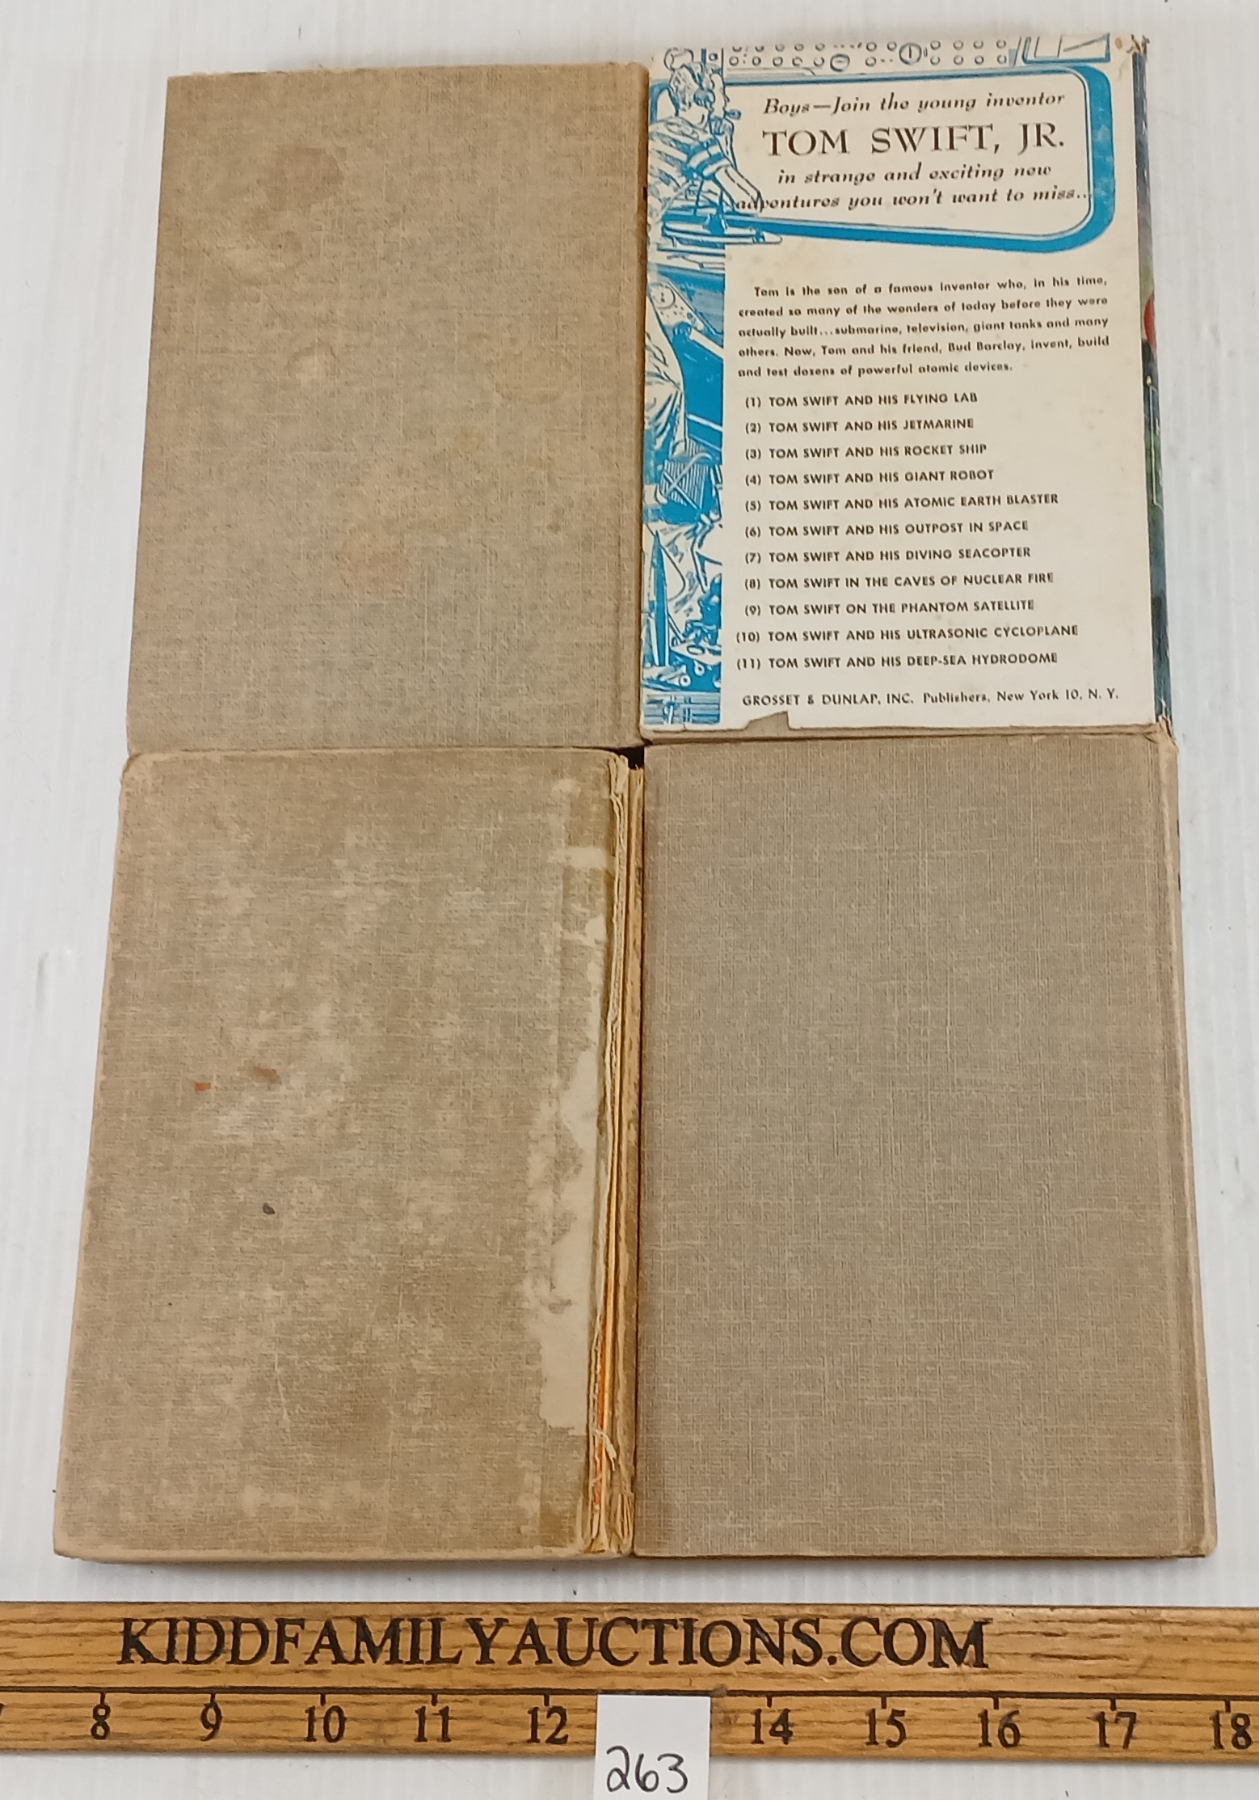 Boys—Join the young inventor
TOM SWIFT, JR.
in strange and exciting new
adventures you won't want to miss...
Tom is the son of a famous inventor who, in his time,
created so many of the wonders of today before they were
actually built...submarine, television, giant tanks and many
others. Now, Tom and his friend, Bud Barclay, invent, build
and test dozens of powerful atomic devices.
(1) TOM SWIFT AND HIS FLYING LAB
(2) TOM SWIFT AND HIS JETMARINE
(3) TOM SWIFT AND HIS ROCKET SHIP
(4) TOM SWIFT AND HIS GIANT ROBOT
(5) TOM SWIFT AND HIS ATOMIC EARTH BLASTER
(6) TOM SWIFT AND HIS OUTPOST IN SPACE
(7) TOM SWIFT AND HIS DIVING SEACOPTER
(8) TOM SWIFT IN THE CAVES OF NUCLEAR FIRE
(9) TOM SWIFT ON THE PHANTOM SATELLITE
(10) TOM SWIFT AND HIS ULTRASONIC CYCLOPLANE
(11) TOM SWIFT AND HIS DEEP-SEA HYDRODOME
GROSSET & DUNLAP, INC. Publishers, New York 10, N. Y.
KIDDFAMILYAUCTIONS.COM
8 9 10 11 12 14 15 16 17 18
263